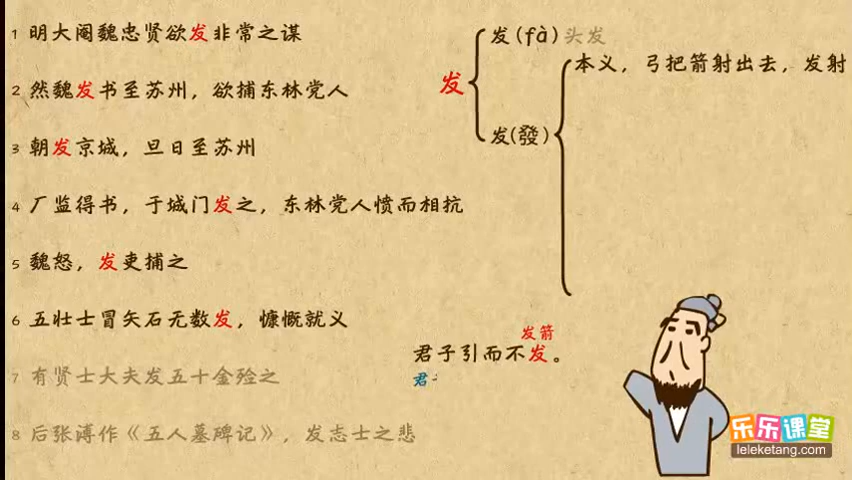 1 明大阉魏忠贤欲发非常之谋
2 然魏发书至苏州，欲捕东林党人
3 朝发京城，旦日至苏州
4 厂监得书，于城门发之，东林党人愤而相抗
5 魏怒，发吏捕之
6 五壮士冒矢石无数发，慷慨就义
7 有贤士大夫发五十金殓之
8 后张溥作《五人墓碑记》，发志士之悲
发
发(fà)头发
发(發)
本义，弓把箭射出去，发射
发箭
君子引而不发。
君
乐乐课堂
leleketang.com